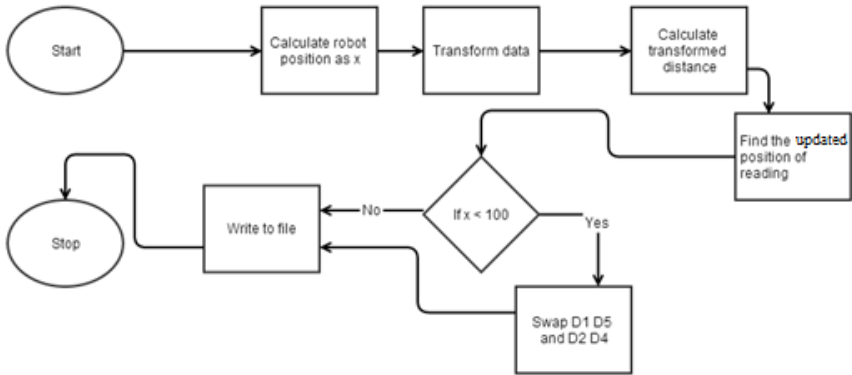 Start
Calculate robot
position as x
Transform data
Calculate
transformed
distance
Find the updated
position of
reading
If x < 100
No
Yes
Write to file
Stop
Swap D1 D5
and D2 D4